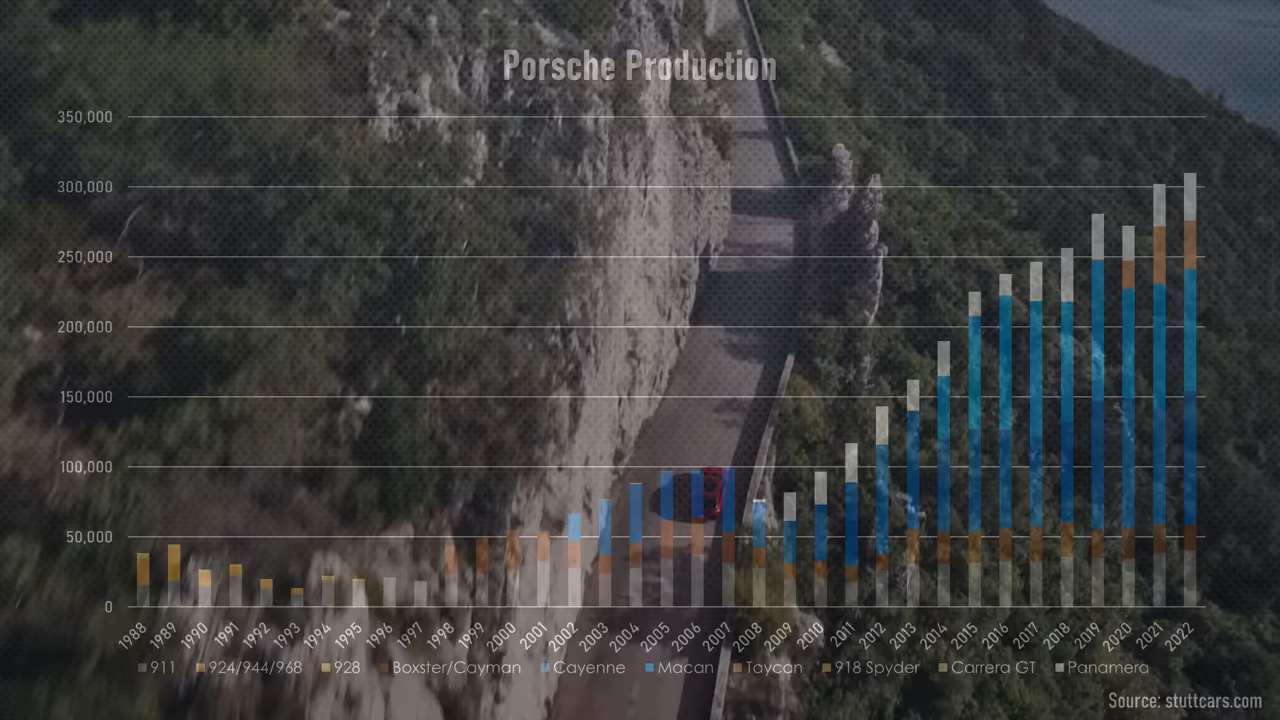 Porsche Production
350,000
300,000
250,000
200,000
150,000
100,000
50,000
0
1988 1989 1990 1991 1992 1993 1994 1995 1996 1997 1998 1999 2000 2001 2002 2003 2004 2005 2006 2007 2008 2009 2010 2011 2012 2013 2014 2015 2016 2017 2018 2019 2020 2021 2022
911 924/944/968 928 Boxster/Cayman Cayenne Macan Taycan 918 Spyder Carrera GT Panamera
Source: stuttcars.com